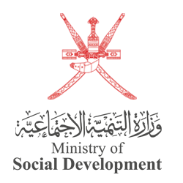 وزارة التنمية الاجتماعية
Ministry of
Social Development